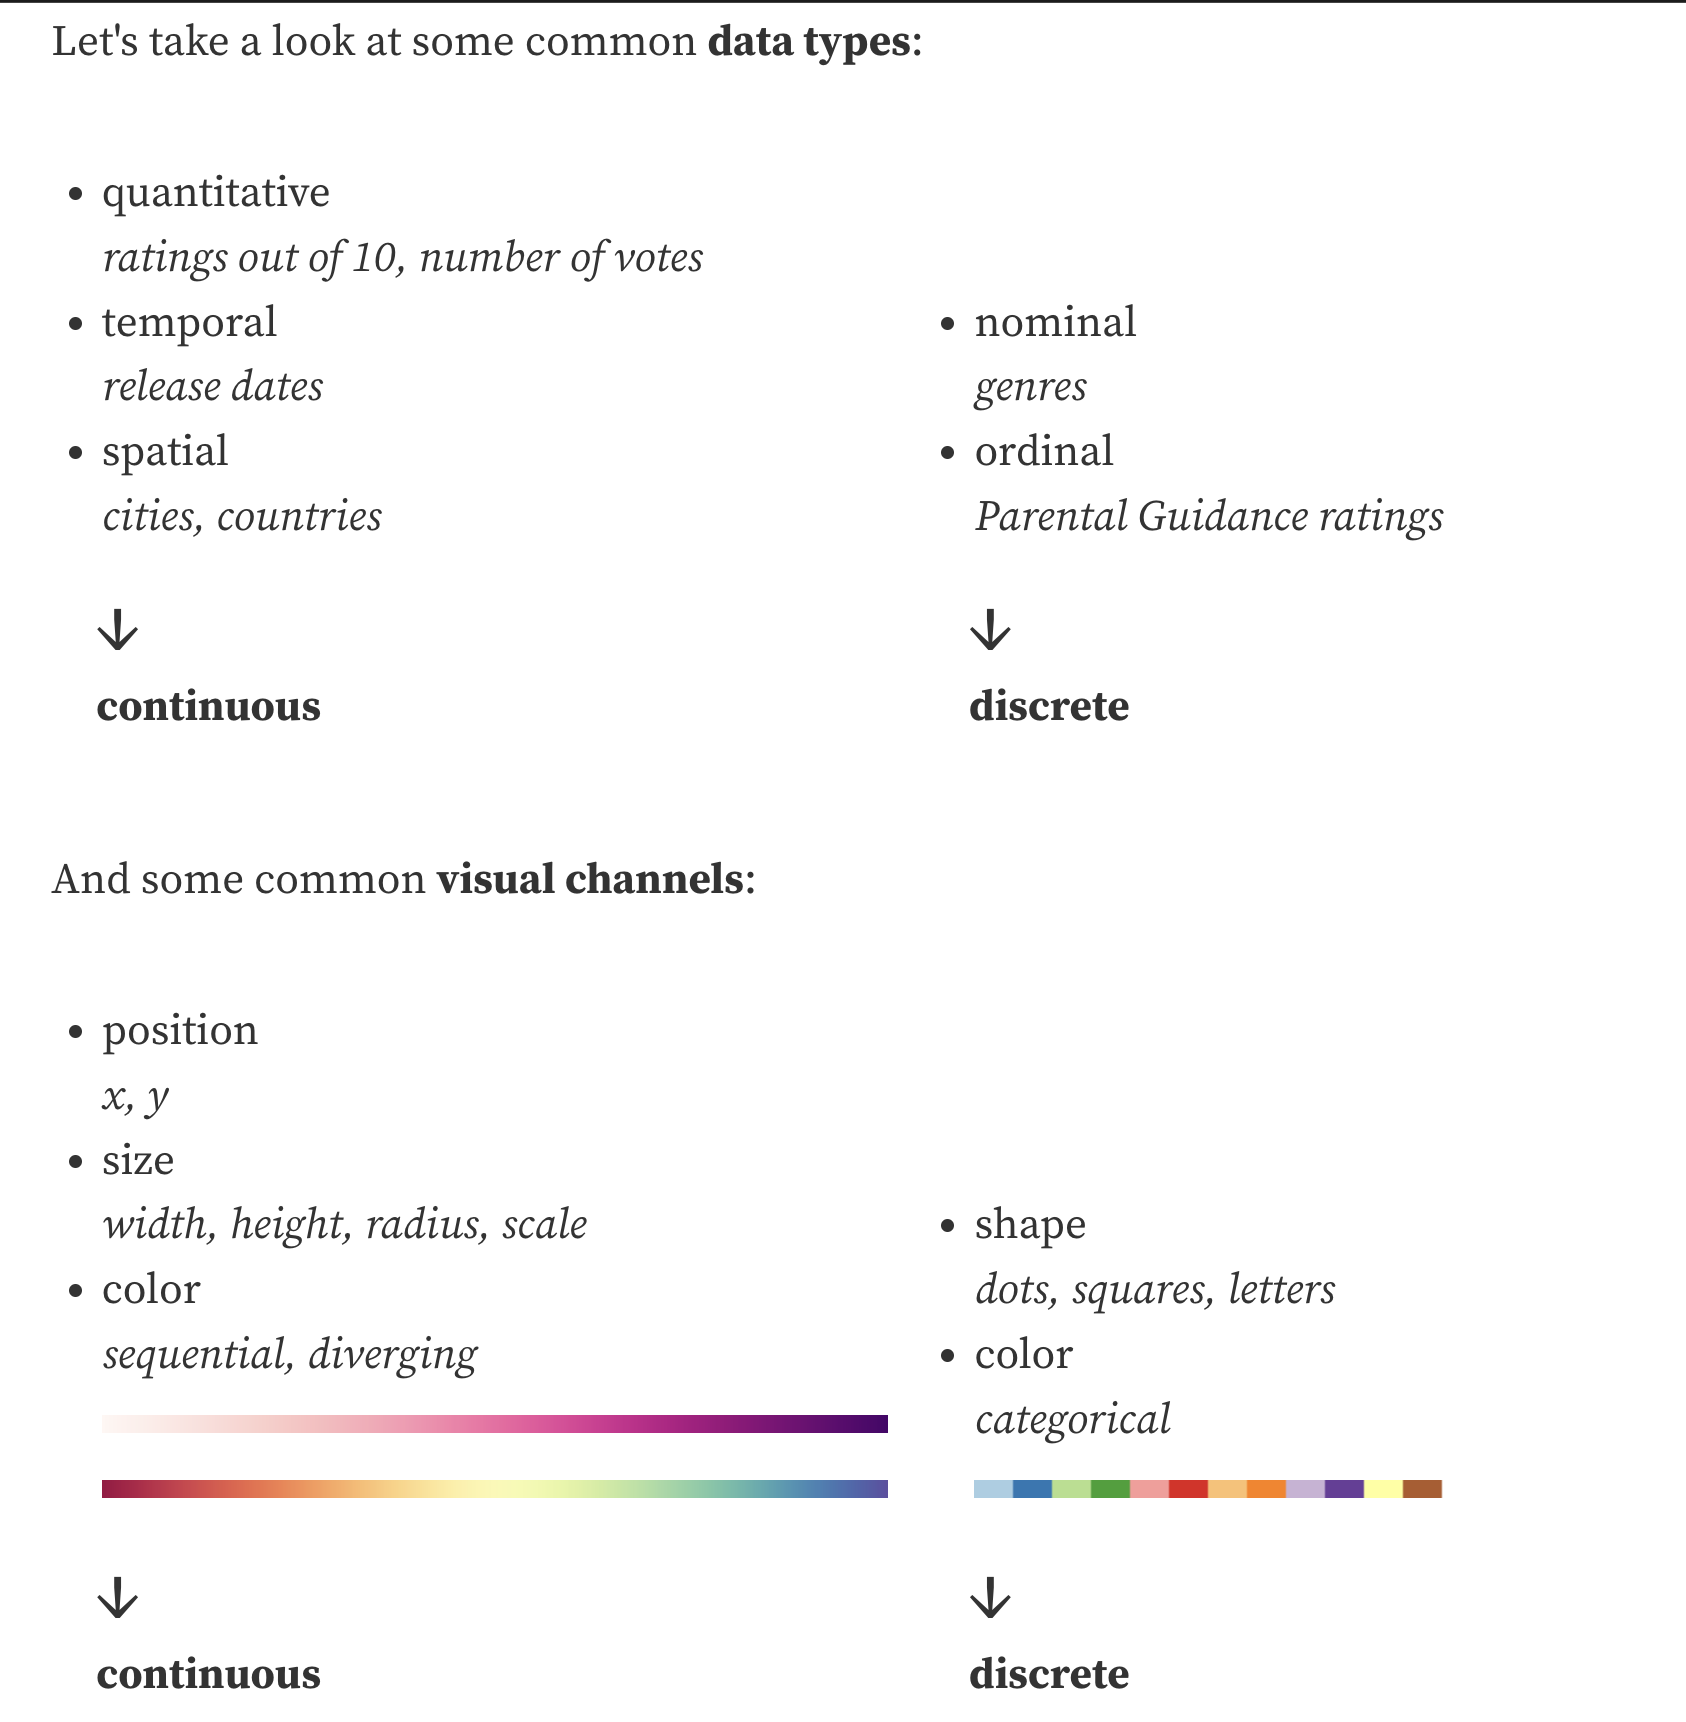 Let's take a look at some common data types:
quantitative
ratings out of 10, number of votes
temporal
release dates
spatial
cities, countries
↓
continuous
nominal
genres
ordinal
Parental Guidance ratings
↓
discrete
And some common visual channels:
position
x, y
size
width, height, radius, scale
color
sequential, diverging
↓
continuous
shape
dots, squares, letters
color
categorical
↓
discrete